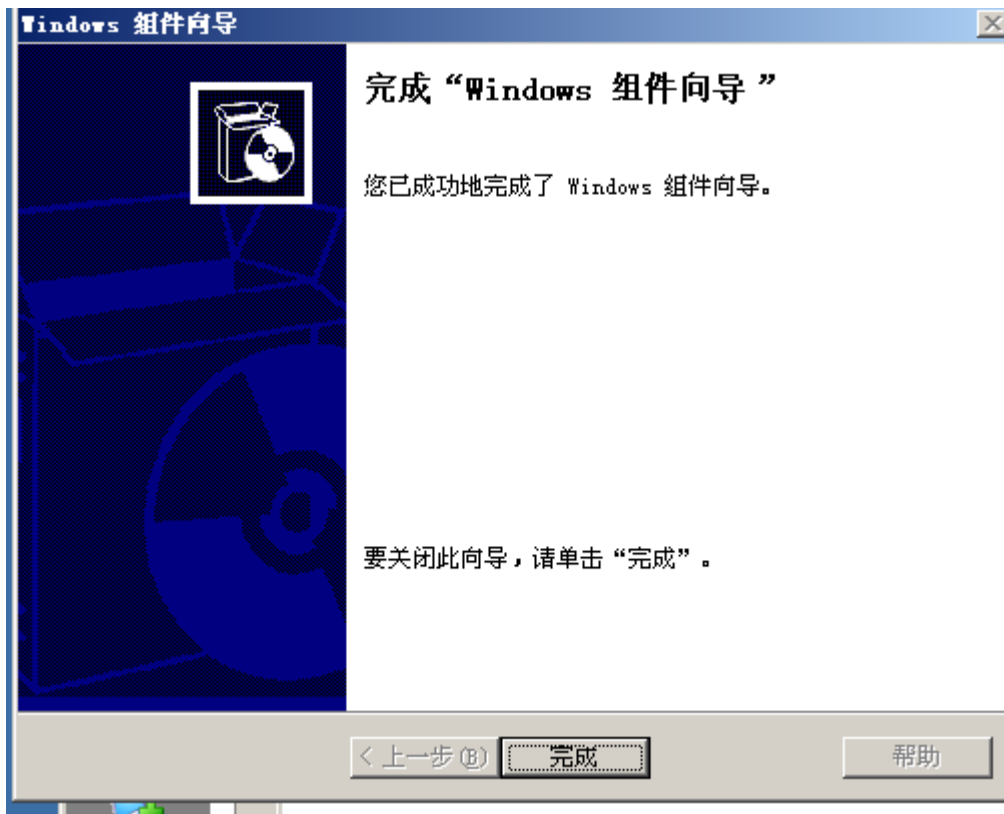 Windows 组件向导
完成“Windows 组件向导 ”
您已成功地完成了 Windows 组件向导。
要关闭此向导，请单击“完成”。
< 上一步(B) 完成 帮助